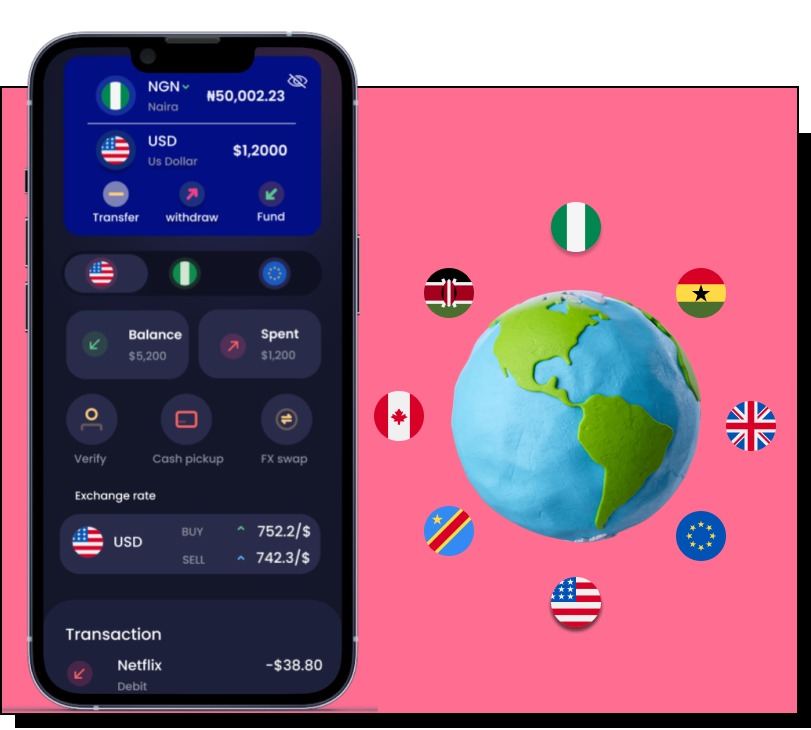 NGN
Naira
₦50,002.23
USD
Us Dollar
$1,2000
Transfer withdraw Fund
Balance
$5,200
Spent
$1,200
Verify Cash pickup FX swap
Exchange rate
USD
BUY 752.2/$
SELL 742.3/$
Transaction
Netflix -$38.80
Debit